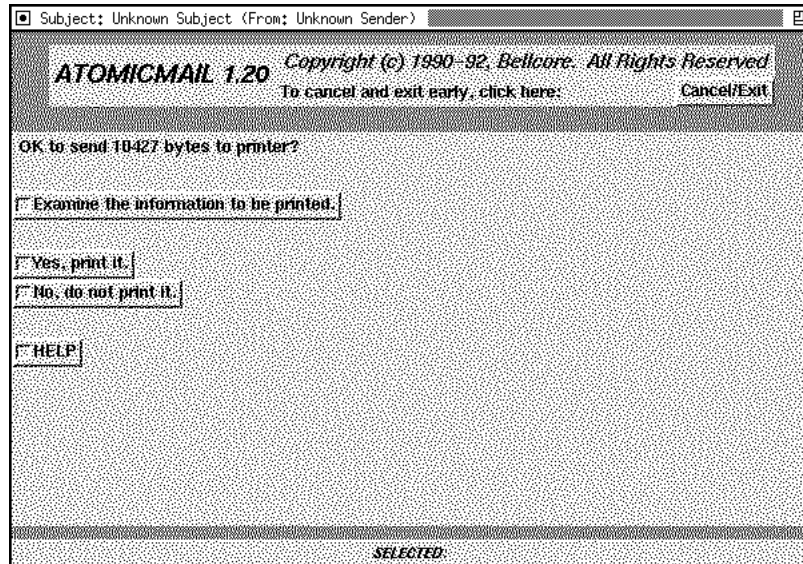 Subject: Unknown Subject (From: Unknown Sender)
ATOMICMAIL 1.20 Copyright (c) 1990-92, Bellcore. All Rights Reserved
To cancel and exit early, click here: Cancel/Exit
OK to send 10427 bytes to printer?
Examine the information to be printed.
Yes, print it.
No, do not print it.
HELP
SELECTED: